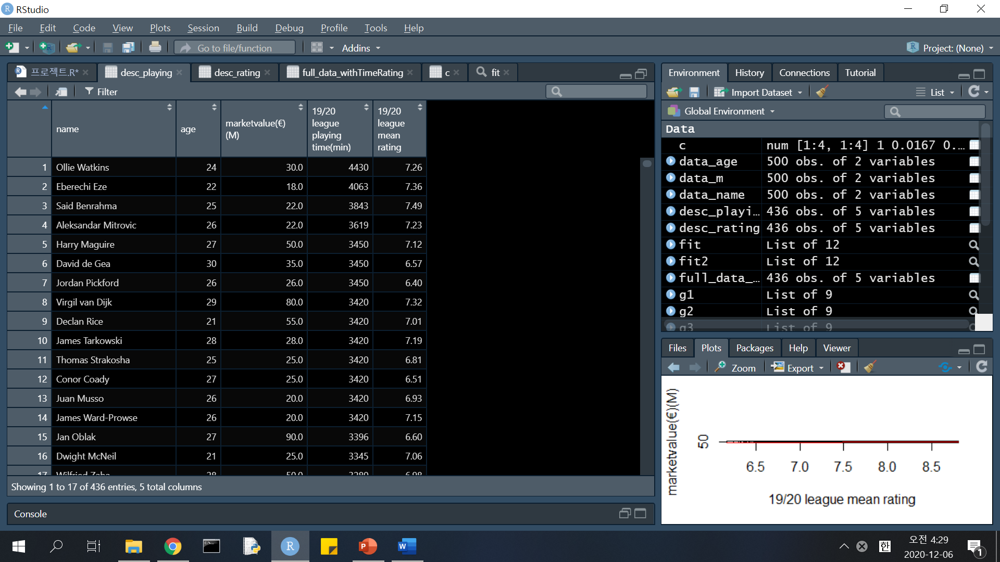 RStudio
File Edit Code View Plots Session Build Debug Profile Tools Help
Go to file/function Addins Project: (None)
프로젝트.R* desc_playing desc_rating full_data_withTimeRating c fit
Filter
name age marketvalue(€)(M) 19/20 league playing time(min) 19/20 league mean rating
1 Ollie Watkins 24 30.0 4430 7.26
2 Eberechi Eze 22 18.0 4063 7.36
3 Said Benrahma 25 22.0 3843 7.49
4 Aleksandar Mitrovic 26 22.0 3619 7.23
5 Harry Maguire 27 50.0 3450 7.12
6 David de Gea 30 35.0 3450 6.57
7 Jordan Pickford 26 26.0 3450 6.40
8 Virgil van Dijk 29 80.0 3420 7.32
9 Declan Rice 21 55.0 3420 7.01
10 James Tarkowski 28 28.0 3420 7.19
11 Thomas Strakosha 25 25.0 3420 6.81
12 Conor Coady 27 25.0 3420 6.51
13 Juan Musso 26 20.0 3420 6.93
14 James Ward-Prowse 26 20.0 3420 7.15
15 Jan Oblak 27 90.0 3396 6.60
16 Dwight McNeil 21 25.0 3345 7.06
17 Wilfried Zaha 28 50.0 3280 6.98
Showing 1 to 17 of 436 entries, 5 total columns
Console
Environment History Connections Tutorial
Import Dataset List
Global Environment
Data
c num [1:4, 1:4] 1 0.0167 0.…
data_age 500 obs. of 2 variables
data_m 500 obs. of 2 variables
data_name 500 obs. of 2 variables
desc_playi… 436 obs. of 5 variables
desc_rating 436 obs. of 5 variables
fit List of 12
fit2 List of 12
full_data_… 436 obs. of 5 variables
g1 List of 9
g2 List of 9
g3 List of 9
Files Plots Packages Help Viewer
Zoom Export
marketvalue(€)(M)
50
6.5 7.0 7.5 8.0 8.5
19/20 league mean rating
한
오전 4:29
2020-12-06
1